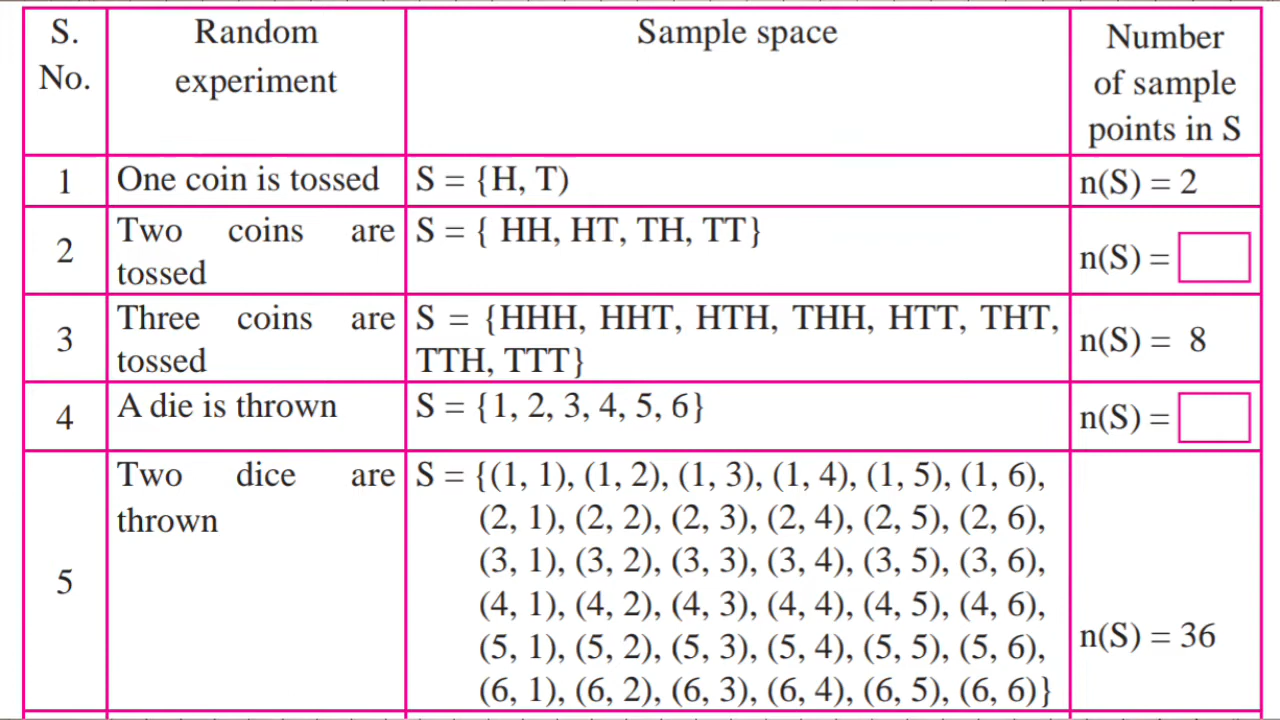 S. No.
Random experiment
Sample space
Number of sample points in S
1
One coin is tossed
S = {H, T)
n(S) = 2
2
Two coins are
tossed
S = { HH, HT, TH, TT}
n(S) =
3
Three coins are
tossed
S = {HHH, HHT, HTH, THH, HTT, THT,
TTH, TTT}
n(S) = 8
4
A die is thrown
S = {1, 2, 3, 4, 5, 6}
n(S) =
5
Two dice are
thrown
S = {(1, 1), (1, 2), (1, 3), (1, 4), (1, 5), (1, 6),
(2, 1), (2, 2), (2, 3), (2, 4), (2, 5), (2, 6),
(3, 1), (3, 2), (3, 3), (3, 4), (3, 5), (3, 6),
(4, 1), (4, 2), (4, 3), (4, 4), (4, 5), (4, 6),
(5, 1), (5, 2), (5, 3), (5, 4), (5, 5), (5, 6),
(6, 1), (6, 2), (6, 3), (6, 4), (6, 5), (6, 6)}
n(S) = 36